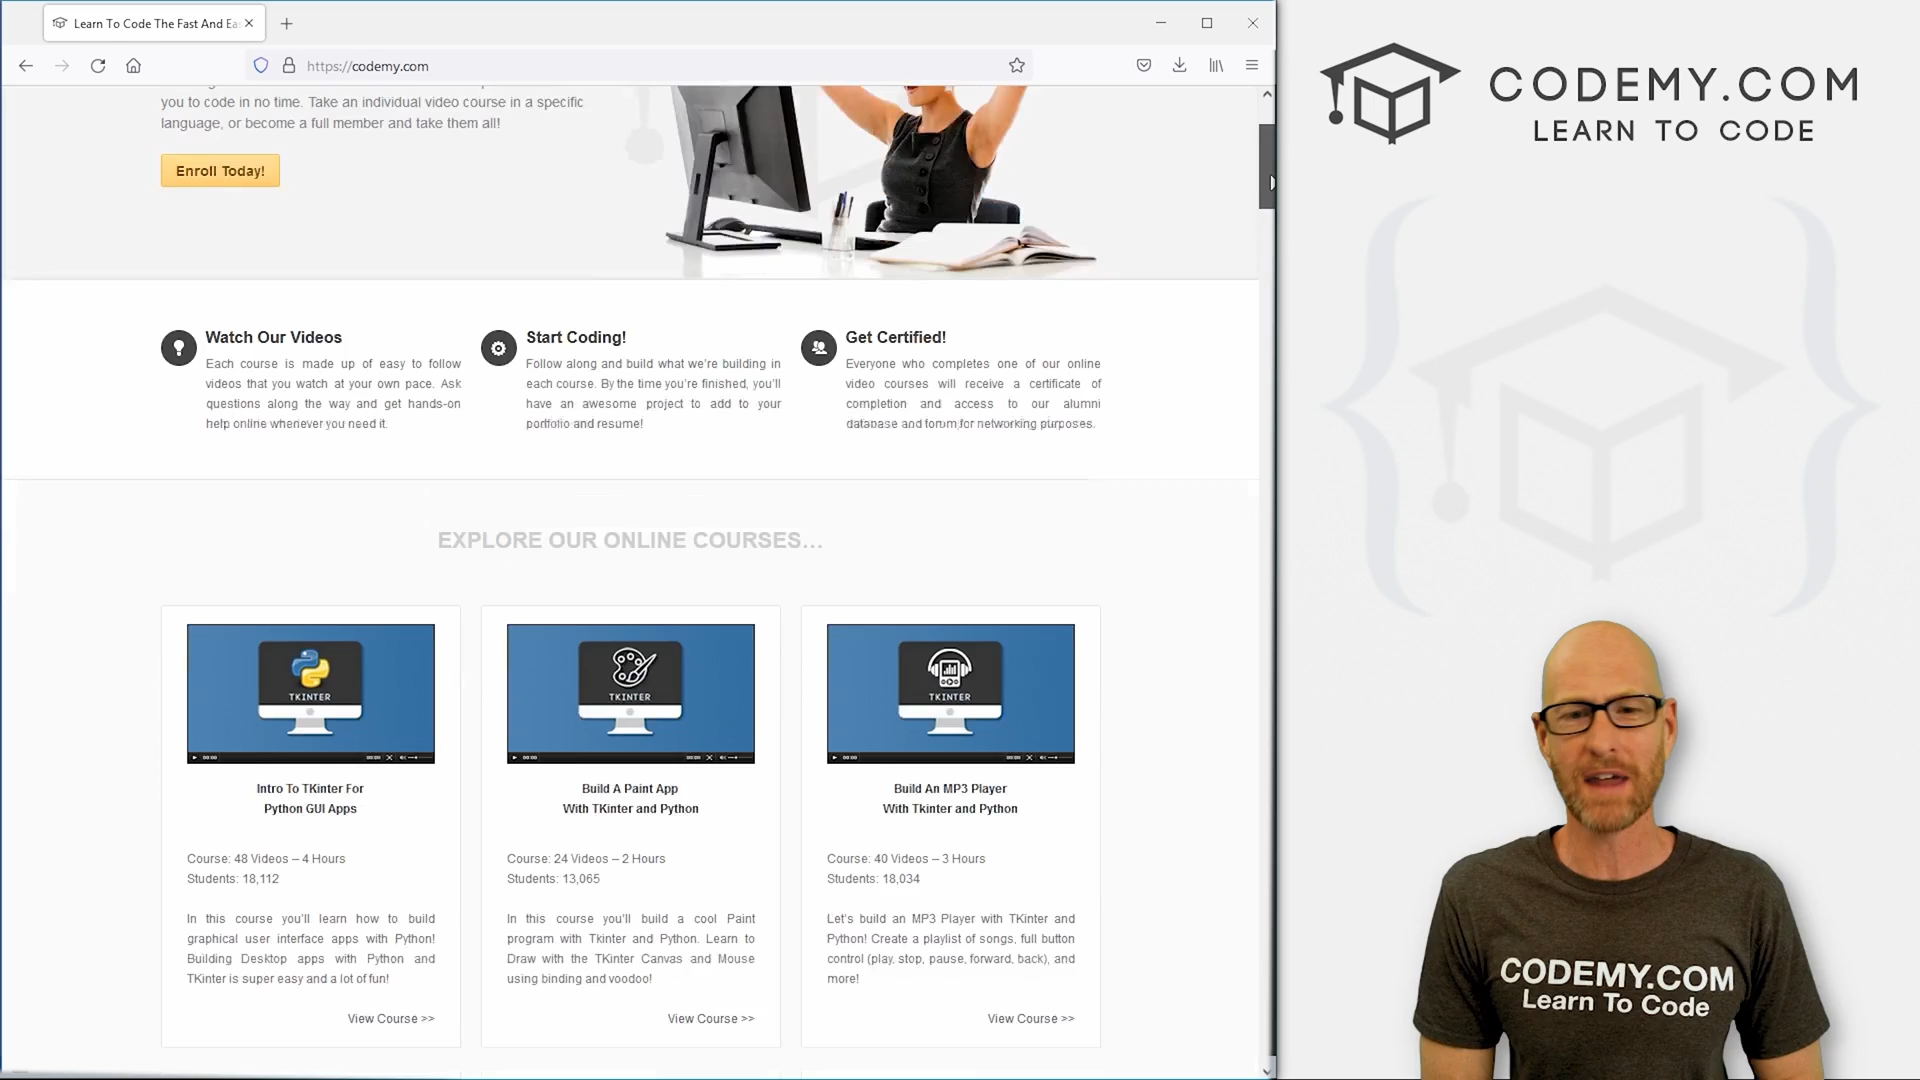 Learn To Code The Fast And Ea
https://codemy.com
CODEMY.COM
LEARN TO CODE
you to code in no time. Take an individual video course in a specific
language, or become a full member and take them all!
Enroll Today!
Watch Our Videos
Each course is made up of easy to follow
videos that you watch at your own pace. Ask
questions along the way and get hands-on
help online whenever you need it.
Start Coding!
Follow along and build what we're building in
each course. By the time you're finished, you'll
have an awesome project to add to your
portfolio and resume!
Get Certified!
Everyone who completes one of our online
video courses will receive a certificate of
completion and access to our alumni
database and forum for networking purposes.
EXPLORE OUR ONLINE COURSES...
TKINTER
00:00
00:00
Intro To TKinter For
Python GUI Apps
Course: 48 Videos – 4 Hours
Students: 18,112
In this course you'll learn how to build
graphical user interface apps with Python!
Building Desktop apps with Python and
TKinter is super easy and a lot of fun!
View Course >>
TKINTER
00:00
00:00
Build A Paint App
With TKinter and Python
Course: 24 Videos – 2 Hours
Students: 13,065
In this course you'll build a cool Paint
program with Tkinter and Python. Learn to
Draw with the TKinter Canvas and Mouse
using binding and voodoo!
View Course >>
TKINTER
00:00
00:00
Build An MP3 Player
With Tkinter and Python
Course: 40 Videos – 3 Hours
Students: 18,034
Let's build an MP3 Player with TKinter and
Python! Create a playlist of songs, full button
control (play, stop, pause, forward, back), and
more!
View Course >>
CODEMY.COM
Learn To Code